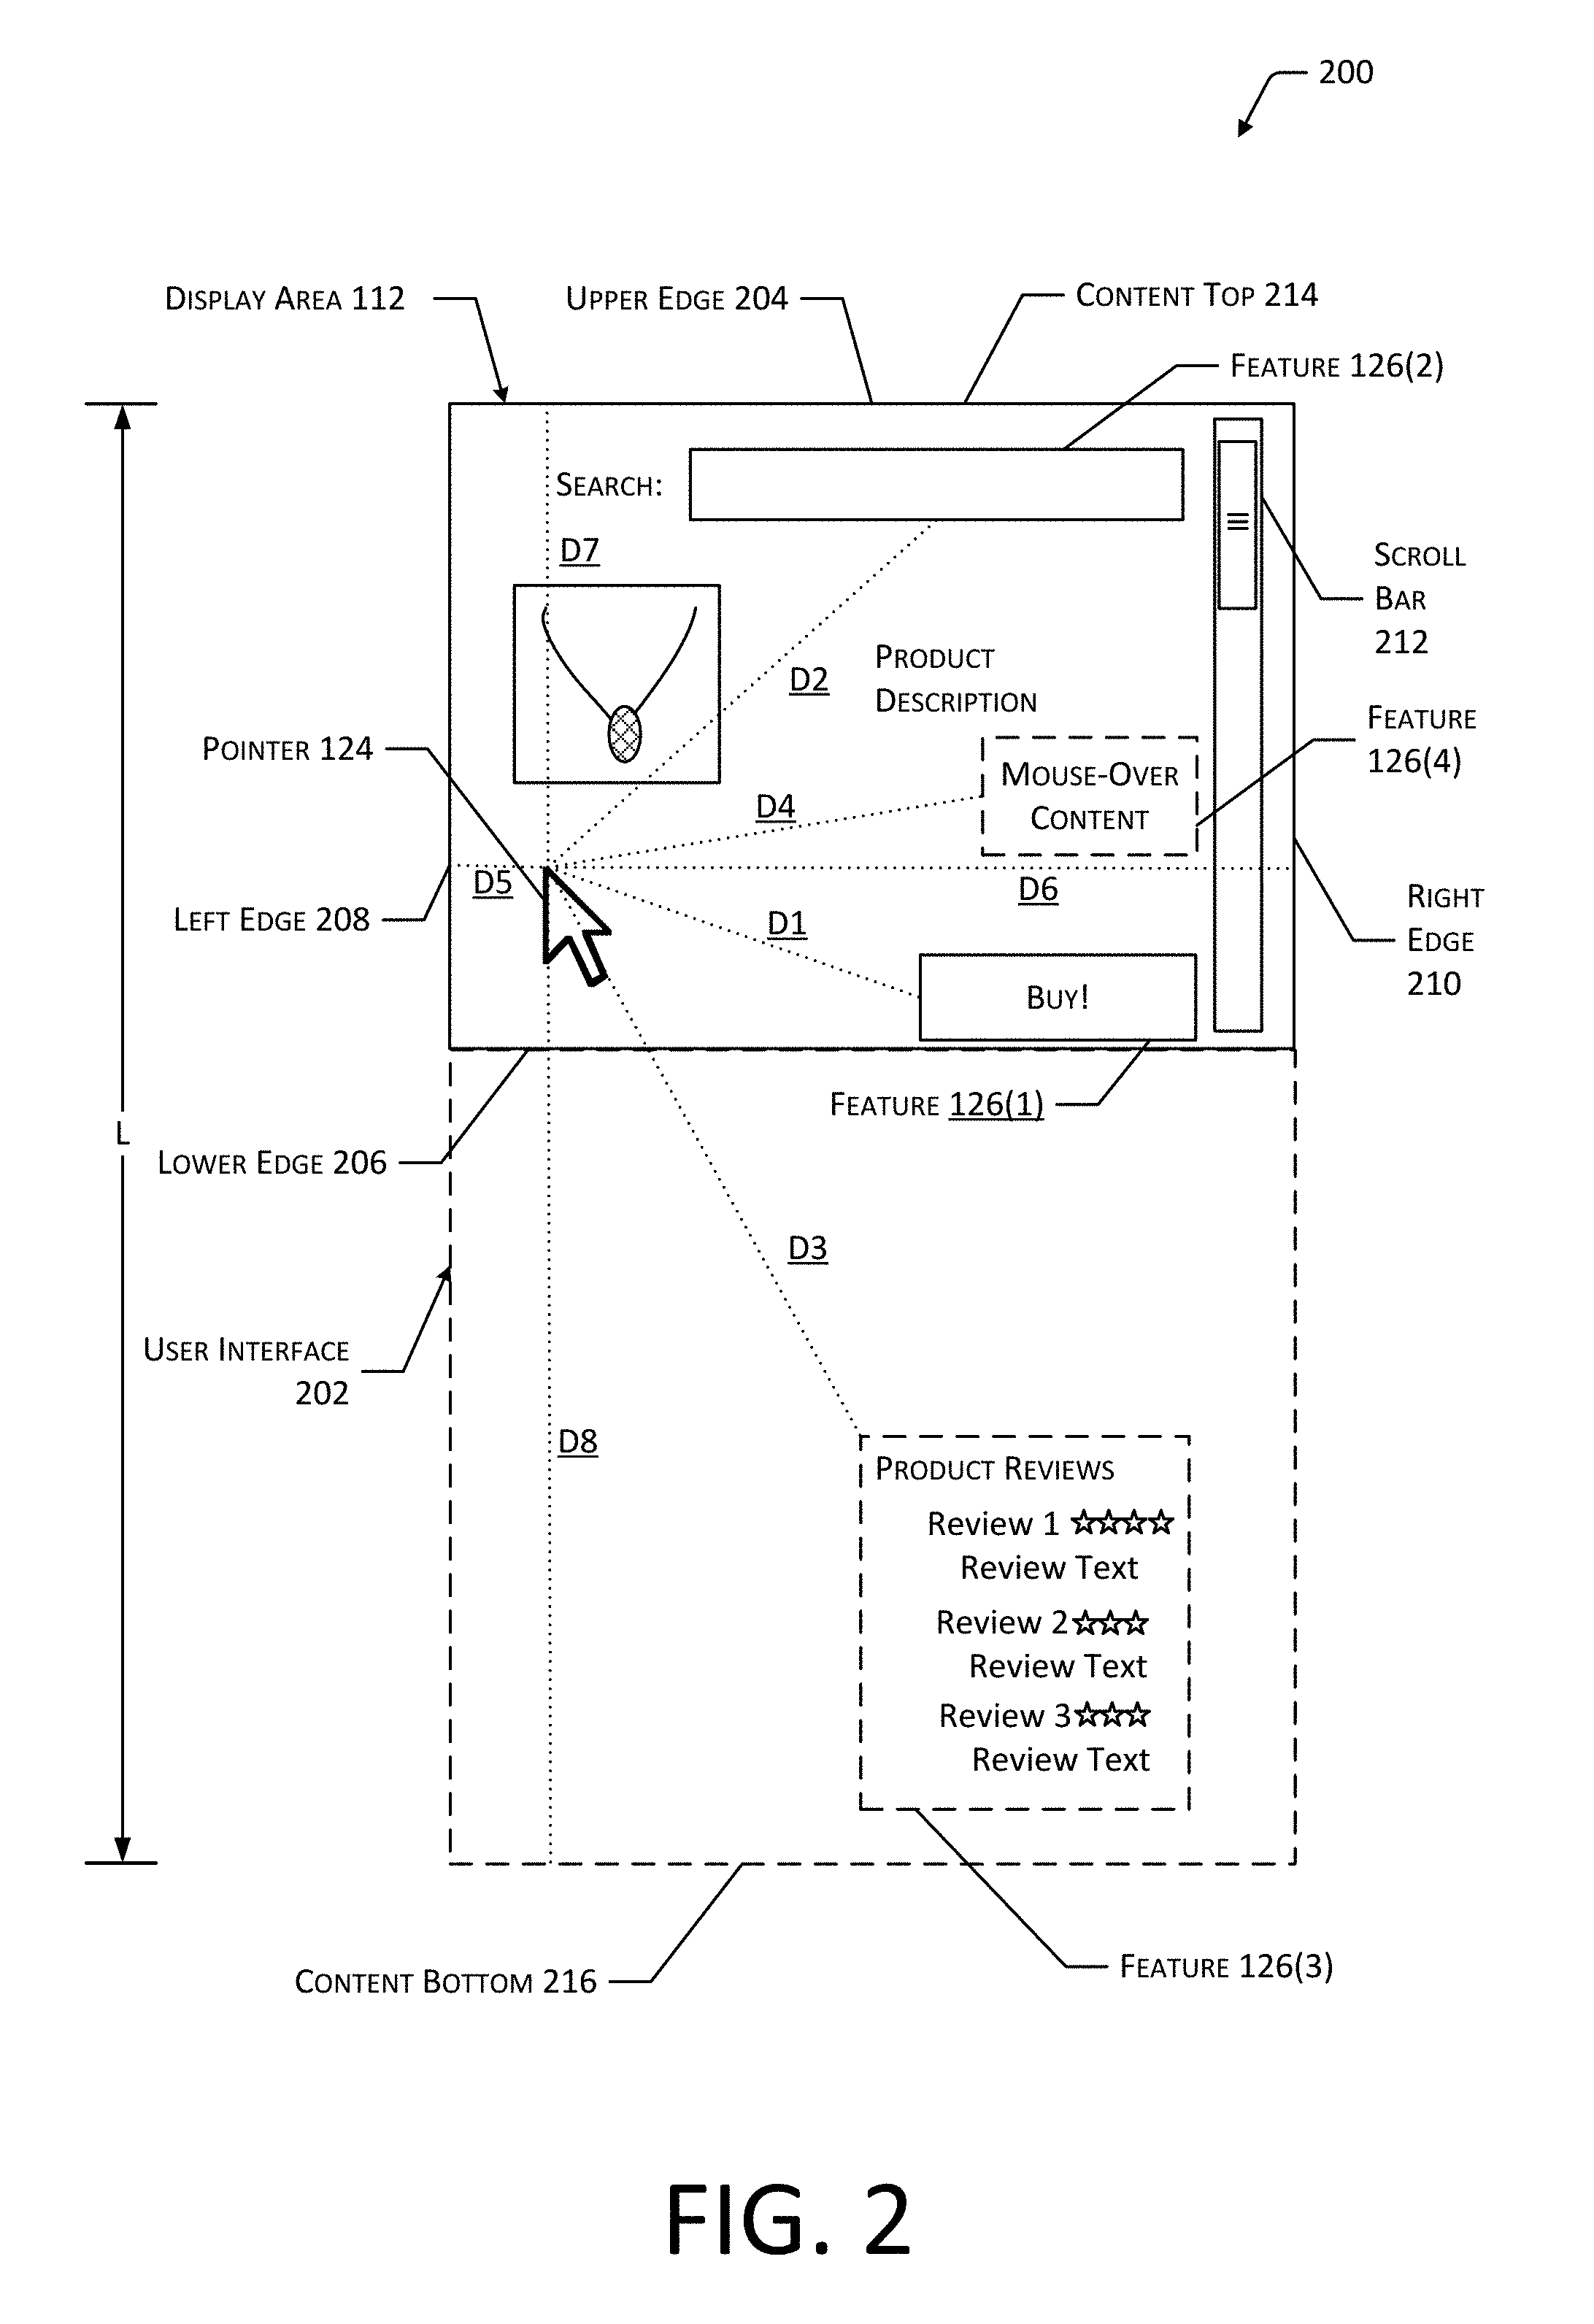 200
DISPLAY AREA 112
UPPER EDGE 204
CONTENT TOP 214
FEATURE 126(2)
SEARCH:
D7
SCROLL
BAR
212
PRODUCT
DESCRIPTION
D2
FEATURE
126(4)
POINTER 124
MOUSE-OVER
CONTENT
D4
D5
D6
LEFT EDGE 208
RIGHT
EDGE
210
D1
BUY!
FEATURE 126(1)
L
LOWER EDGE 206
D3
USER INTERFACE
202
D8
PRODUCT REVIEWS
Review 1 ☆☆☆☆
Review Text
Review 2 ☆☆☆
Review Text
Review 3 ☆☆☆
Review Text
FEATURE 126(3)
CONTENT BOTTOM 216
FIG. 2